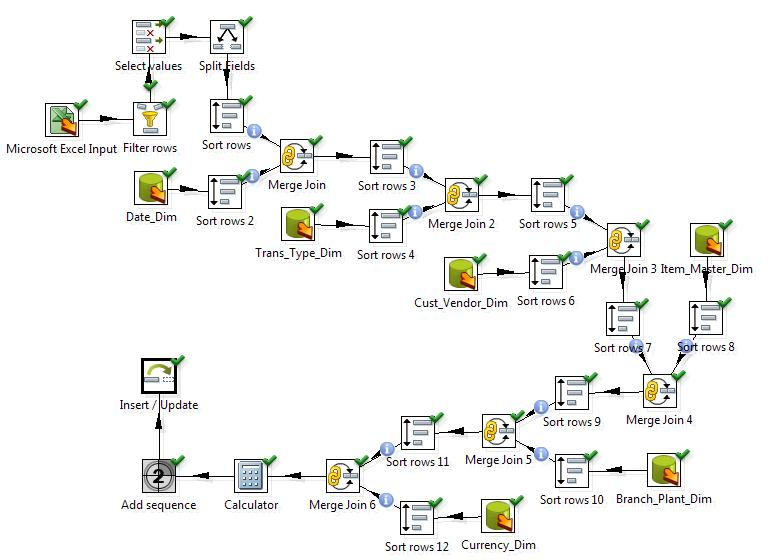 Select values
Split Fields
Microsoft Excel Input
Filter rows
Sort rows
Merge Join
Sort rows 3
Date_Dim
Sort rows 2
Merge Join 2
Sort rows 5
Trans_Type_Dim
Sort rows 4
Merge Join 3
Item_Master_Dim
Cust_Vendor_Dim
Sort rows 6
Sort rows 7
Sort rows 8
Insert / Update
Sort rows 9
Merge Join 4
Sort rows 11
Merge Join 5
Sort rows 10
Branch_Plant_Dim
2
Add sequence
Calculator
Merge Join 6
Sort rows 12
Currency_Dim